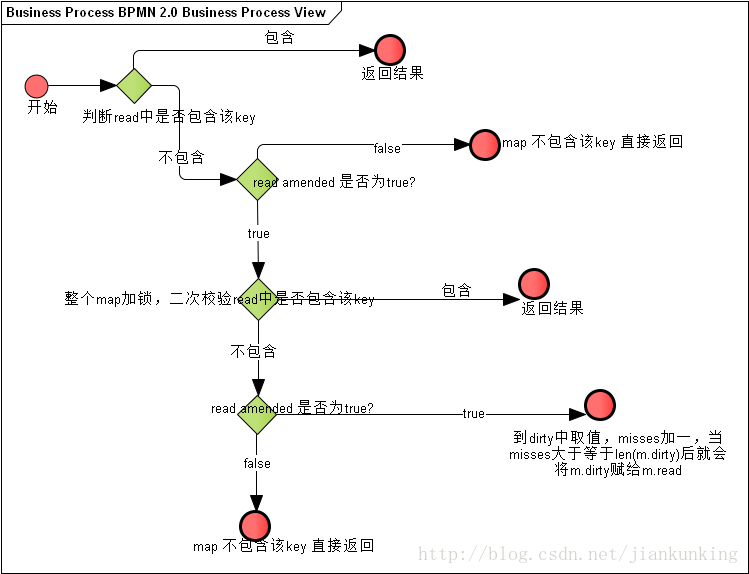 Business Process BPMN 2.0 Business Process View
包含
返回结果
开始
判断read中是否包含该key
不包含
false
map 不包含该key 直接返回
read amended 是否为true?
true
整个map加锁，二次校验read中是否包含该key
包含
返回结果
不包含
read amended 是否为true?
true
到dirty中取值，misses加一，当
misses大于等于len(m.dirty)后就会
将m.dirty赋给m.read
false
map 不包含该key 直接返回
http://blog.csdn.net/jiankunking